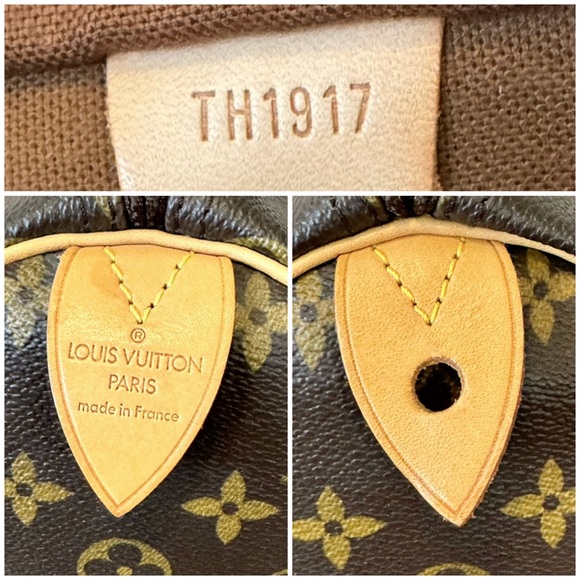 TH1917
®
LOUIS VUITTON
PARIS
made in France